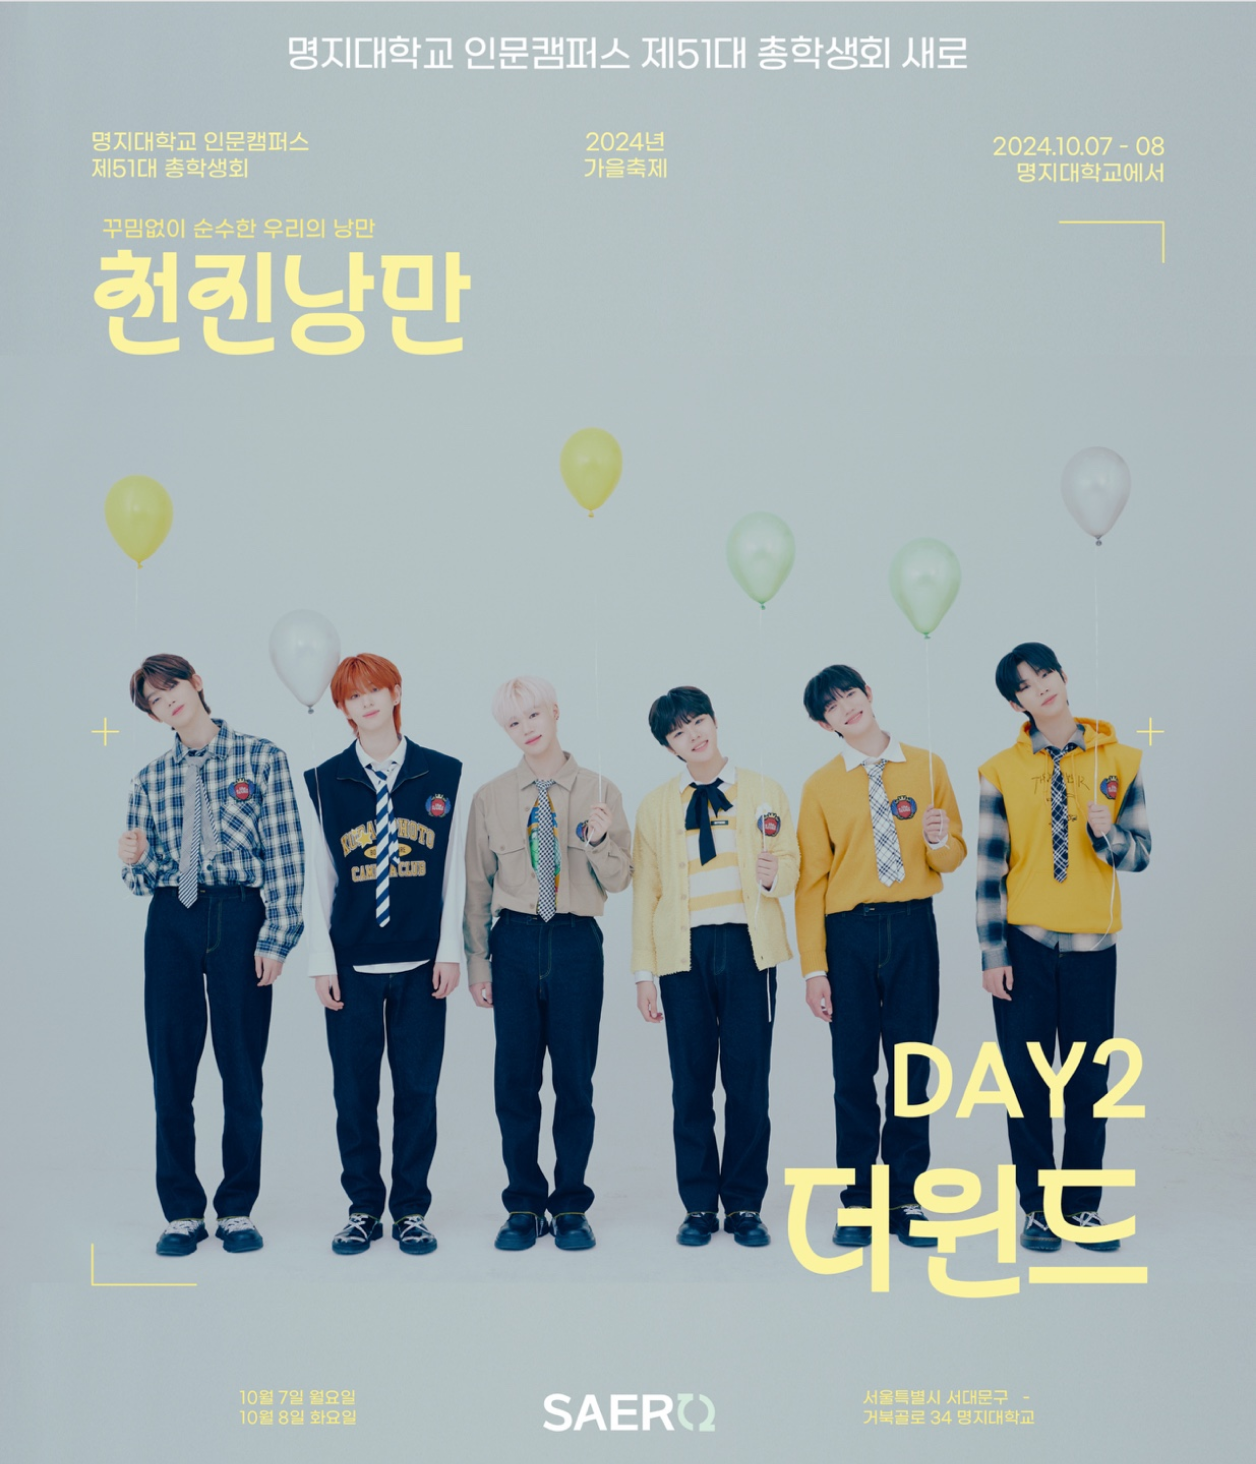 명지대학교 인문캠퍼스 제51대 총학생회 새로
명지대학교 인문캠퍼스
제51대 총학생회
2024년
가을축제
2024.10.07 - 08
명지대학교에서
꾸밈없이 순수한 우리의 낭만
천진낭만
CAMERA CLUB
DAY2
더윈드
10월 7일 월요일
10월 8일 화요일
SAERO
서울특별시 서대문구 -
거북골로 34 명지대학교